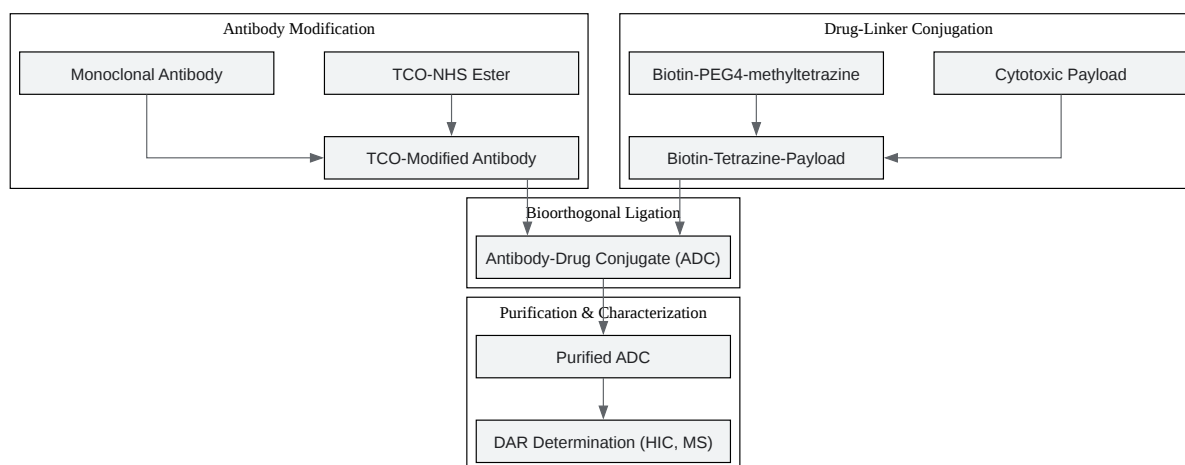 Antibody Modification
Monoclonal Antibody
TCO-NHS Ester
TCO-Modified Antibody
Drug-Linker Conjugation
Biotin-PEG4-methyltetrazine
Cytotoxic Payload
Biotin-Tetrazine-Payload
Bioorthogonal Ligation
Antibody-Drug Conjugate (ADC)
Purification & Characterization
Purified ADC
DAR Determination (HIC, MS)